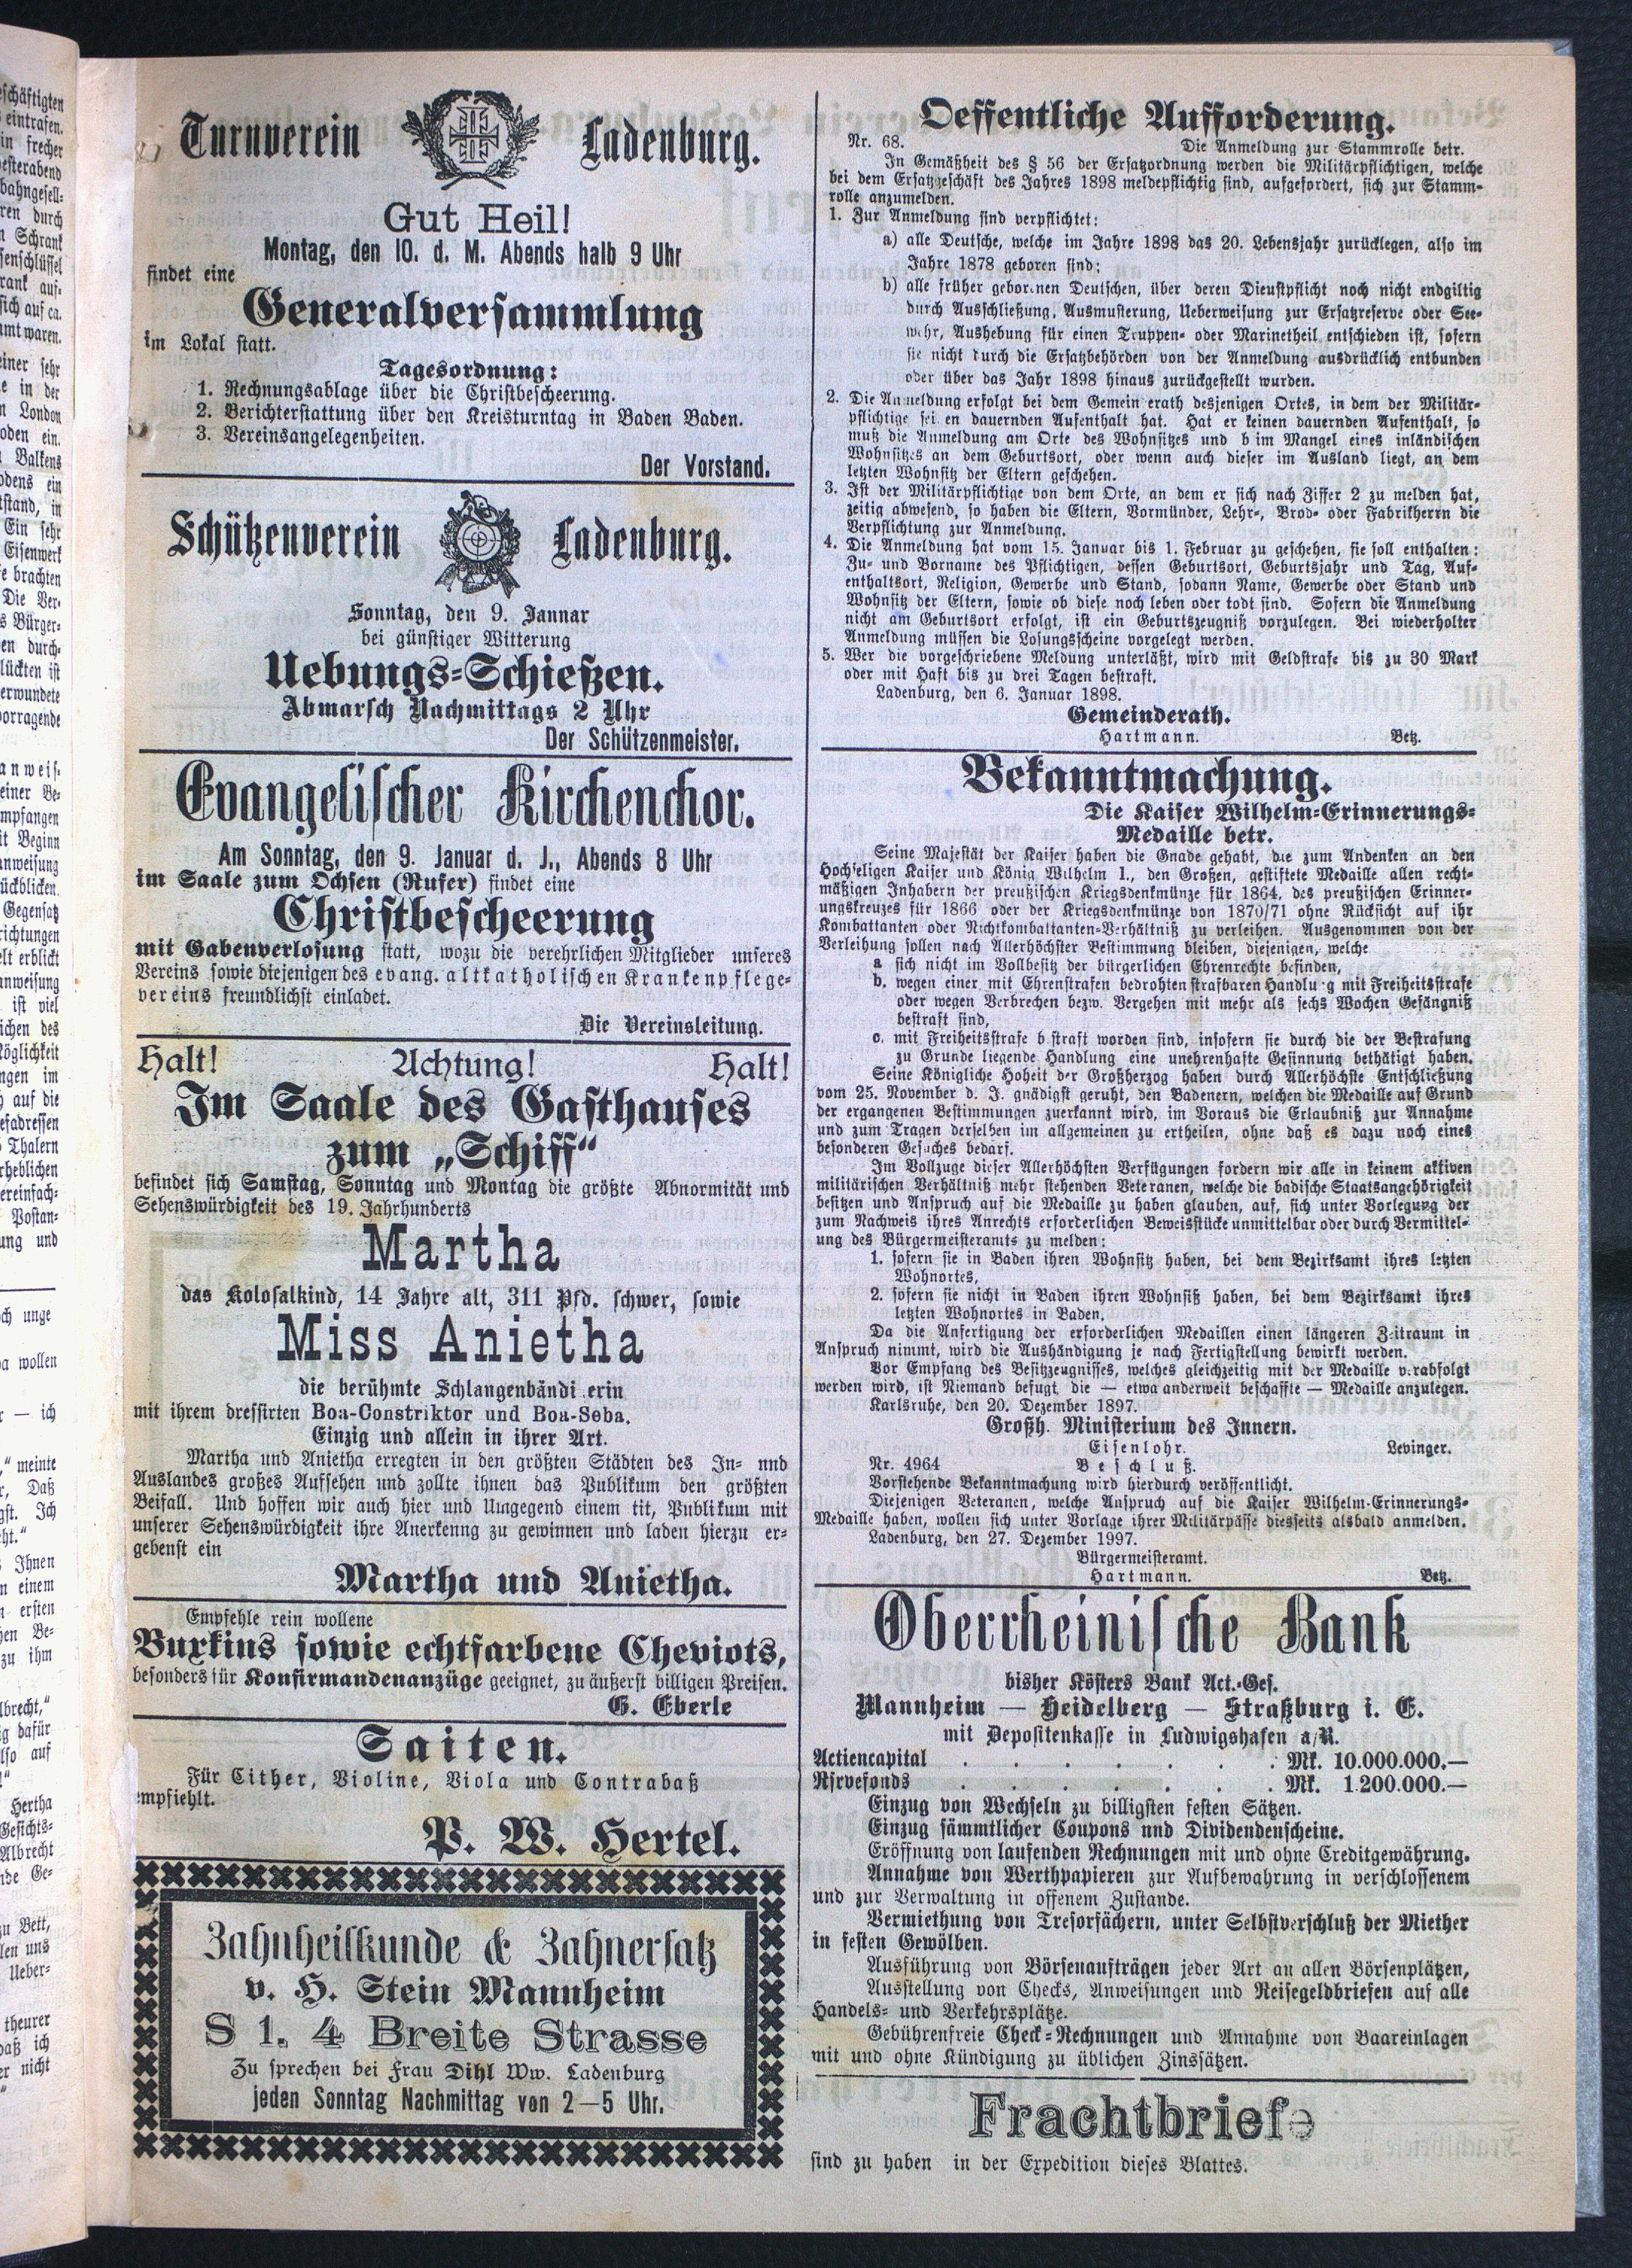 Turnverein Ladenburg.
Gut Heil!
Montag, den 10. d. M. Abends halb 9 Uhr
findet eine
Generalversammlung
im Lokal statt.
Tagesordnung:
1. Rechnungsablage über die Christbescheerung.
2. Berichterstattung über den Kreisturntag in Baden Baden.
3. Vereinsangelegenheiten.
Der Vorstand.
Schützenverein Ladenburg.
Sonntag, den 9. Jannar
bei günstiger Witterung
Uebungs-Schießen.
Abmarsch Nachmittags 2 Uhr
Der Schützenmeister.
Evangelischer Kirchenchor.
Am Sonntag, den 9. Januar d. J., Abends 8 Uhr
im Saale zum Ochsen (Rufer) findet eine
Christbescheerung
mit Gabenverlosung statt, wozu die verehrlichen Mitglieder unseres
Vereins sowie diejenigen des evang. altkatholischen Krankenpflege-
vereins freundlichst einladet.
Die Vereinsleitung.
Halt! Achtung! Halt!
Im Saale des Gasthauses
zum „Schiff“
befindet sich Samstag, Sonntag und Montag die größte Abnormität und
Sehenswürdigkeit des 19. Jahrhunderts
Martha
das Kolosalkind, 14 Jahre alt, 311 Pfd. schwer, sowie
Miss Anietha
die berühmte Schlangenbändi erin
mit ihrem dressirten Boa-Constriktor und Boa-Seba.
Einzig und allein in ihrer Art.
Martha und Anietha erregten in den größten Städten des In- und
Auslandes großes Aufsehen und zollte ihnen das Publikum den größten
Beifall. Und hoffen wir auch hier und Umgegend einem tit, Publikum mit
unserer Sehenswürdigkeit ihre Anerkenng zu gewinnen und laden hierzu er-
gebenst ein
Martha und Anietha.
Empfehle rein wollene
Buxkins sowie echtfarbene Cheviots,
besonders für Konfirmandenanzüge geeignet, zu äußerst billigen Preisen.
G. Eberle
Saiten.
Für Cither, Violine, Viola und Contrabaß
empfiehlt.
P. W. Hertel.
Zahnheilkunde & Zahnersatz
v. H. Stein Mannheim
S 1. 4 Breite Strasse
Zu sprechen bei Frau Dihl Ww. Ladenburg
jeden Sonntag Nachmittag von 2—5 Uhr.
Oeffentliche Aufforderung.
Nr. 68. Die Anmeldung zur Stammrolle betr.
In Gemäßheit des § 56 der Ersatzordnung werden die Militärpflichtigen, welche
bei dem Ersatzgeschäft des Jahres 1898 meldepflichtig sind, aufgefordert, sich zur Stamm-
rolle anzumelden.
1. Zur Anmeldung sind verpflichtet:
a) alle Deutsche, welche im Jahre 1898 das 20. Lebensjahr zurücklegen, also im
Jahre 1878 geboren sind;
b) alle früher geborenen Deutschen, über deren Dienstpflicht noch nicht endgiltig
durch Ausschließung, Ausmusterung, Ueberweisung zur Ersatzreserve oder See-
wehr, Aushebung für einen Truppen- oder Marinetheil entschieden ist, sofern
sie nicht durch die Ersatzbehörden von der Anmeldung ausdrücklich entbunden
oder über das Jahr 1898 hinaus zurückgestellt wurden.
2. Die Anmeldung erfolgt bei dem Gemein erath desjenigen Ortes, in dem der Militär-
pflichtige sei en dauernden Aufenthalt hat. Hat er keinen dauernden Aufenthalt, so
muß die Anmeldung am Orte des Wohnsitzes und b im Mangel eines inländischen
Wohnsitzes an dem Geburtsort, oder wenn auch dieser im Ausland liegt, an dem
letzten Wohnsitz der Eltern geschehen.
3. Ist der Militärpflichtige von dem Orte, an dem er sich nach Ziffer 2 zu melden hat,
zeitig abwesend, so haben die Eltern, Vormünder, Lehr-, Brod- oder Fabrikherrn die
Verpflichtung zur Anmeldung.
4. Die Anmeldung hat vom 15. Januar bis 1. Februar zu geschehen, sie soll enthalten:
Zu- und Vorname des Pflichtigen, dessen Geburtsort, Geburtsjahr und Tag, Auf-
enthaltsort, Religion, Gewerbe und Stand, sodann Name, Gewerbe oder Stand und
Wohnsitz der Eltern, sowie ob diese noch leben oder todt sind. Sofern die Anmeldung
nicht am Geburtsort erfolgt, ist ein Geburtszeugniß vorzulegen. Bei wiederholter
Anmeldung müssen die Losungsscheine vorgelegt werden.
5. Wer die vorgeschriebene Meldung unterläßt, wird mit Geldstrafe bis zu 30 Mark
oder mit Haft bis zu drei Tagen bestraft.
Ladenburg, den 6. Januar 1898.
Gemeinderath.
Hartmann. Betz.
Bekanntmachung.
Die Kaiser Wilhelm-Erinnerungs-
Medaille betr.
Seine Majestät der Kaiser haben die Gnade gehabt, die zum Andenken an den
Hochseligen Kaiser und König Wilhelm I., den Großen, gestiftete Medaille allen recht-
mäßigen Inhabern der preußischen Kriegsdenkmünze für 1864, des preußischen Erinner-
ungskreuzes für 1866 oder der Kriegsdenkmünze von 1870/71 ohne Rücksicht auf ihr
Kombattanten oder Nichtkombattanten-Verhältniß zu verleihen. Ausgenommen von der
Verleihung sollen nach Allerhöchster Bestimmung bleiben, diejenigen, welche
a sich nicht im Vollbesitz der bürgerlichen Ehrenrechte befinden,
b. wegen einer mit Ehrenstrafen bedrohten strafbaren Handlu g mit Freiheitsstrafe
oder wegen Verbrechen bezw. Vergehen mit mehr als sechs Wochen Gefängniß
bestraft sind,
c. mit Freiheitsstrafe b straft worden sind, insofern sie durch die der Bestrafung
zu Grunde liegende Handlung eine unehrenhafte Gesinnung bethätigt haben.
Seine Königliche Hoheit der Großherzog haben durch Allerhöchste Entschließung
vom 25. November d. J. gnädigst geruht, den Badenern, welchen die Medaille auf Grund
der ergangenen Bestimmungen zuerkannt wird, im Voraus die Erlaubniß zur Annahme
und zum Tragen derselben im allgemeinen zu ertheilen, ohne daß es dazu noch eines
besonderen Gesuches bedarf.
Im Vollzuge dieser Allerhöchsten Verfügungen fordern wir alle in keinem aktiven
militärischen Verhältniß mehr stehenden Veteranen, welche die badische Staatsangehörigkeit
besitzen und Anspruch auf die Medaille zu haben glauben, auf, sich unter Vorlegung der
zum Nachweis ihres Anrechts erforderlichen Beweisstücke unmittelbar oder durch Vermittel-
ung des Bürgermeisteramts zu melden:
1. sofern sie in Baden ihren Wohnsitz haben, bei dem Bezirksamt ihres letzten
Wohnortes,
2. sofern sie nicht in Baden ihren Wohnsitz haben, bei dem Bezirksamt ihres
letzten Wohnortes in Baden.
Da die Anfertigung der erforderlichen Medaillen einen längeren Zeitraum in
Anspruch nimmt, wird die Aushändigung je nach Fertigstellung bewirkt werden.
Vor Empfang des Besitzzeugnisses, welches gleichzeitig mit der Medaille verabfolgt
werden wird, ist Niemand befugt, die — etwa anderweit beschaffte — Medaille anzulegen.
Karlsruhe, den 20. Dezember 1897.
Großh. Ministerium des Innern.
Eisenlohr. Levinger.
Nr. 4964 Beschluß.
Vorstehende Bekanntmachung wird hierdurch veröffentlicht.
Diejenigen Veteranen, welche Anspruch auf die Kaiser Wilhelm-Erinnerungs-
Medaille haben, wollen sich unter Vorlage ihrer Militärpässe diesseits alsbald anmelden.
Ladenburg, den 27. Dezember 1997.
Bürgermeisteramt.
Hartmann. Betz.
Oberrheinische Bank
bisher Kösters Bank Act.-Ges.
Mannheim — Heidelberg — Straßburg i. E.
mit Depositenkasse in Ludwigshafen a/R.
Actiencapital . . . . . . . Mk. 10.000.000.—
Rsrvefonds . . . . . . . Mk. 1.200.000.—
Einzug von Wechseln zu billigsten festen Sätzen.
Einzug sämmtlicher Coupons und Dividendenscheine.
Eröffnung von laufenden Rechnungen mit und ohne Creditgewährung.
Annahme von Werthpapieren zur Aufbewahrung in verschlossenem
und zur Verwaltung in offenem Zustande.
Vermiethung von Tresorfächern, unter Selbstverschluß der Miether
in festen Gewölben.
Ausführung von Börsenaufträgen jeder Art an allen Börsenplätzen,
Ausstellung von Checks, Anweisungen und Reisegeldbriefen auf alle
Handels- und Verkehrsplätze.
Gebührenfreie Check-Rechnungen und Annahme von Baareinlagen
mit und ohne Kündigung zu üblichen Zinssätzen.
Frachtbriefe
sind zu haben in der Expedition dieses Blattes.